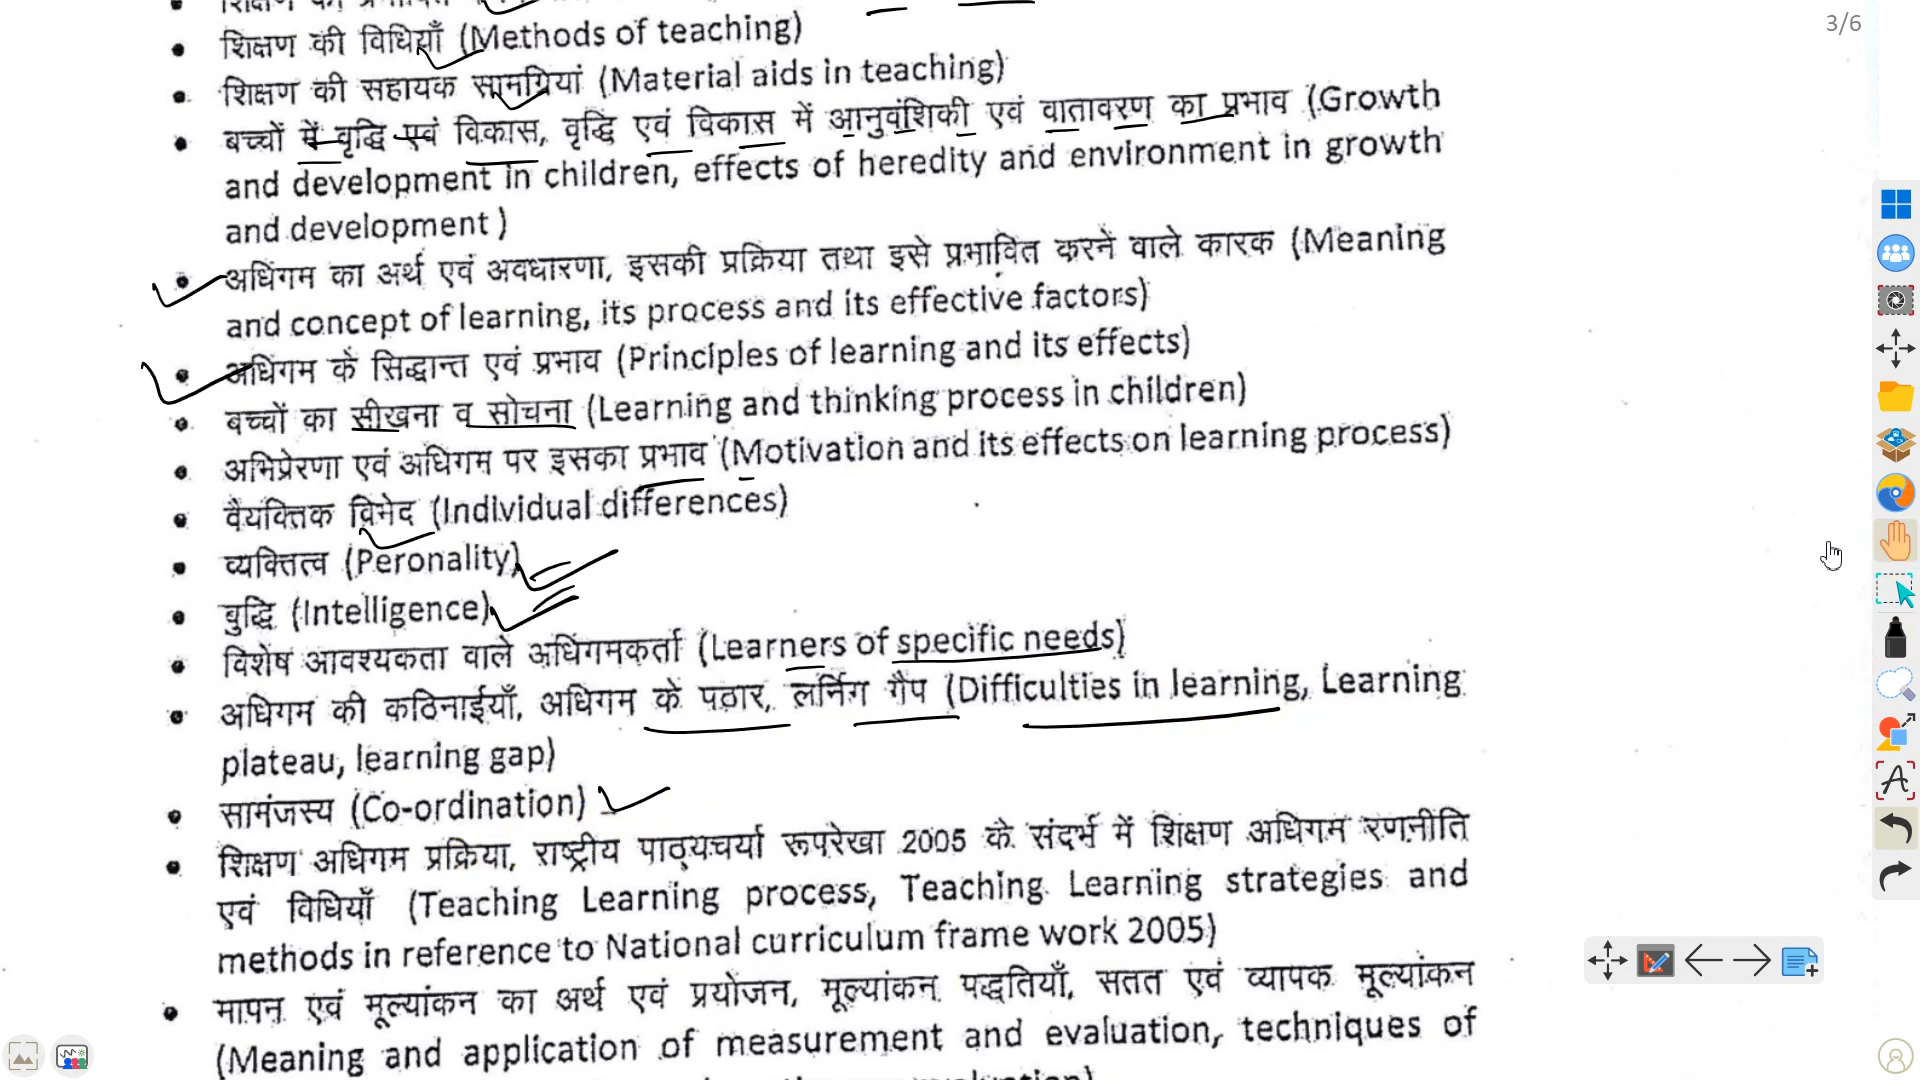 3/6
शिक्षण की विधियाँ (Methods of teaching)
शिक्षण की सहायक सामग्रियां (Material aids in teaching)
बच्चों में वृद्धि एवं विकास, वृद्धि एवं विकास में आनुवंशिकी एवं वातावरण का प्रभाव (Growth
and development in children, effects of heredity and environment in growth
and development )
अधिगम का अर्थ एवं अवधारणा, इसकी प्रक्रिया तथा इसे प्रभावित करने वाले कारक (Meaning
and concept of learning, its process and its effective factors)
अधिगम के सिद्धान्त एवं प्रभाव (Principles of learning and its effects)
बच्चों का सीखना व सोचना (Learning and thinking process in children)
अभिप्रेरणा एवं अधिगम पर इसका प्रभाव (Motivation and its effects on learning process)
वैयक्तिक विभेद (Individual differences)
व्यक्तित्व (Peronality)
बुद्धि (Intelligence)
विशेष आवश्यकता वाले अधिगमकर्ता (Learners of specific needs)
अधिगम की कठिनाईयाँ, अधिगम के पठार, लर्निग गैप (Difficulties in learning, Learning
plateau, learning gap)
सामंजस्य (Co-ordination)
शिक्षण अधिगम प्रक्रिया, राष्ट्रीय पाठ्यचर्या रूपरेखा 2005 के संदर्भ में शिक्षण अधिगम रणनीति
एवं विधियाँ (Teaching Learning process, Teaching Learning strategies and
methods in reference to National curriculum frame work 2005)
मापन एवं मूल्यांकन का अर्थ एवं प्रयोजन, मूल्यांकन पद्धतियाँ, सतत एवं व्यापक मूल्यांकन
(Meaning and application of measurement and evaluation, techniques of